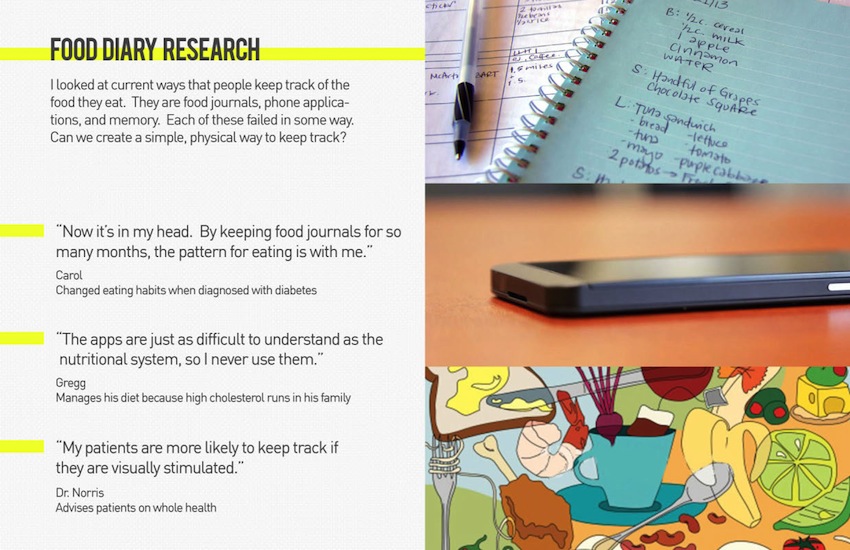 FOOD DIARY RESEARCH
I looked at current ways that people keep track of the
food they eat.  They are food journals, phone applica-
tions, and memory.  Each of these failed in some way.
Can we create a simple, physical way to keep track?
“Now it’s in my head.  By keeping food journals for so
many months, the pattern for eating is with me.”
Carol
Changed eating habits when diagnosed with diabetes
“The apps are just as difficult to understand as the
nutritional system, so I never use them.”
Gregg
Manages his diet because high cholesterol runs in his family
“My patients are more likely to keep track if
they are visually stimulated.”
Dr. Norris
Advises patients on whole health
BART
1.5 miles
B: ½c. cereal
½c. milk
1 apple
cinnamon
water
S: Handful of Grapes
chocolate square
L: Tuna sandwich
- bread - lettuce
- tuna tomato
- mayo - purple cabbage
2 potatoes →
S: